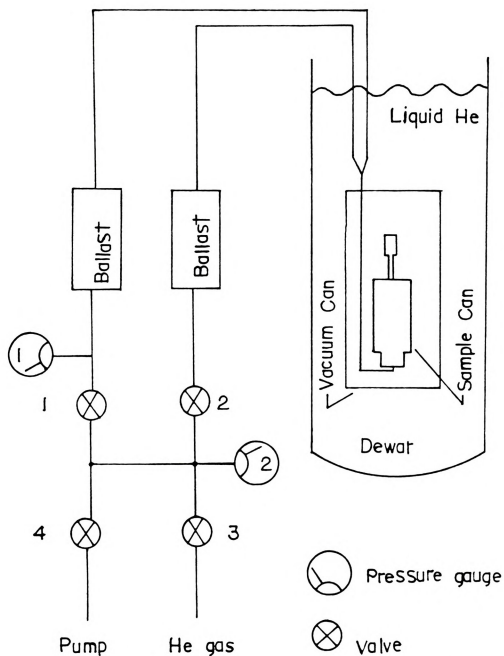 Liquid He
Ballast
Ballast
Vacuum Can
Sample Can
1
1
2
2
Dewar
4
3
Pressure gauge
Pump
He gas
Valve